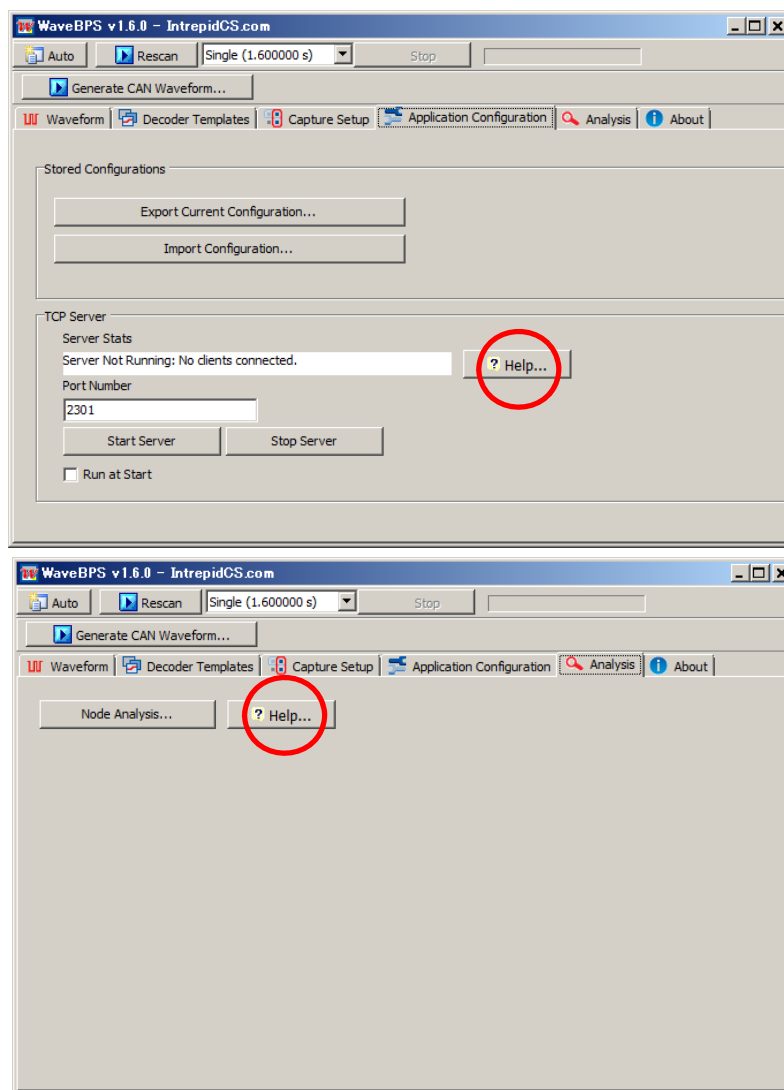 WaveBPS v1.6.0 - IntrepidCS.com
Auto Rescan Single (1.600000 s) Stop
Generate CAN Waveform...
Waveform Decoder Templates Capture Setup Application Configuration Analysis About
Stored Configurations
Export Current Configuration...
Import Configuration...
TCP Server
Server Stats
Server Not Running: No clients connected.
? Help...
Port Number
2301
Start Server Stop Server
Run at Start
WaveBPS v1.6.0 - IntrepidCS.com
Auto Rescan Single (1.600000 s) Stop
Generate CAN Waveform...
Waveform Decoder Templates Capture Setup Application Configuration Analysis About
Node Analysis... ? Help...